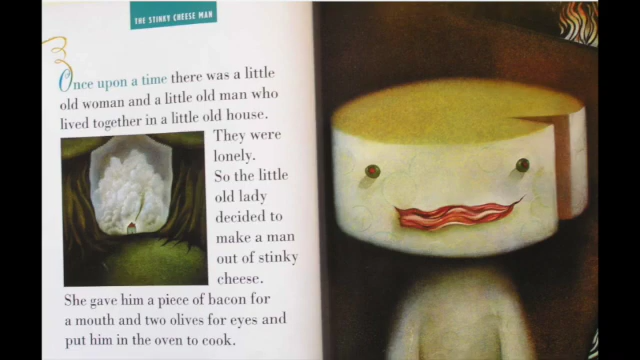 THE STINKY CHEESE MAN
Once upon a time there was a little
old woman and a little old man who
lived together in a little old house.
They were
lonely.
So the little
old lady
decided to
make a man
out of stinky
cheese.
She gave him a piece of bacon for
a mouth and two olives for eyes and
put him in the oven to cook.